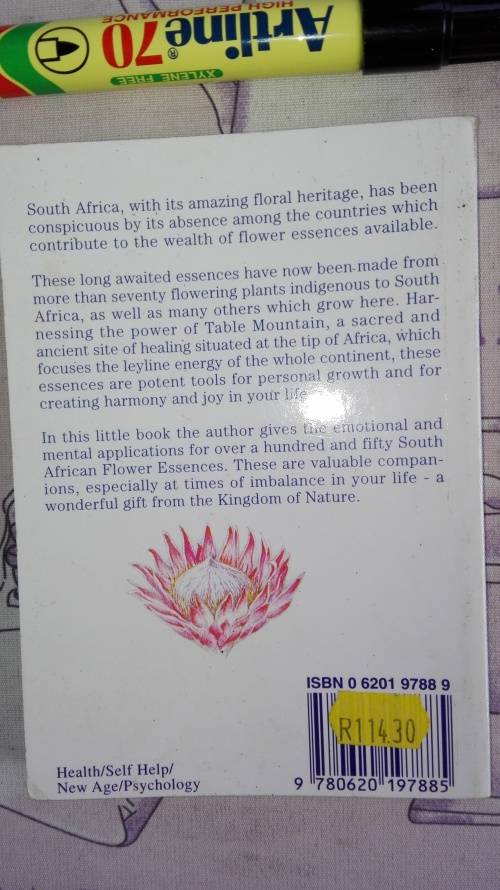 Artline 70®
HIGH PERFORMANCE
XYLENE FREE
South Africa, with its amazing floral heritage, has been
conspicuous by its absence among the countries which
contribute to the wealth of flower essences available.
These long awaited essences have now been made from
more than seventy flowering plants indigenous to South
Africa, as well as many others which grow here. Har-
nessing the power of Table Mountain, a sacred and
ancient site of healing situated at the tip of Africa, which
focuses the leyline energy of the whole continent, these
essences are potent tools for personal growth and for
creating harmony and joy in your life
In this little book the author gives the emotional and
mental applications for over a hundred and fifty South
African Flower Essences. These are valuable compan-
ions, especially at times of imbalance in your life - a
wonderful gift from the Kingdom of Nature.
ISBN 0 6201 9788 9
R114.30
9 780620 197885
Health/Self Help/
New Age/Psychology